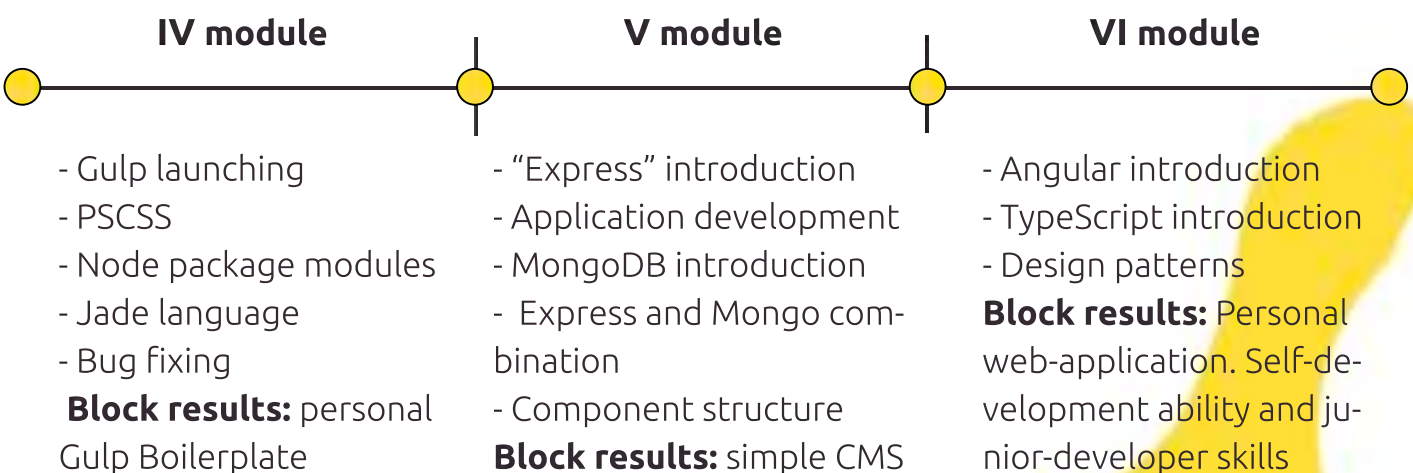 IV module
- Gulp launching
- PSCSS
- Node package modules
- Jade language
- Bug fixing
Block results: personal
Gulp Boilerplate
V module
- “Express” introduction
- Application development
- MongoDB introduction
-  Express and Mongo com-
bination
- Component structure
Block results: simple CMS
VI module
- Angular introduction
- TypeScript introduction
- Design patterns
Block results: Personal
web-application. Self-de-
velopment ability and ju-
nior-developer skills